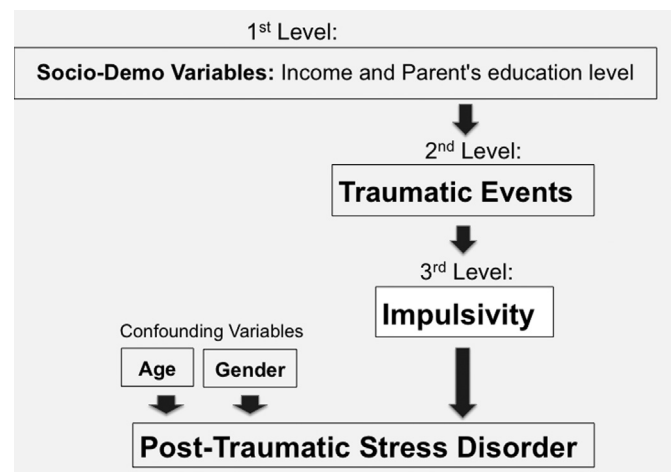 1st Level:
Socio-Demo Variables: Income and Parent's education level
2nd Level:
Traumatic Events
3rd Level:
Impulsivity
Confounding Variables
Age
Gender
Post-Traumatic Stress Disorder